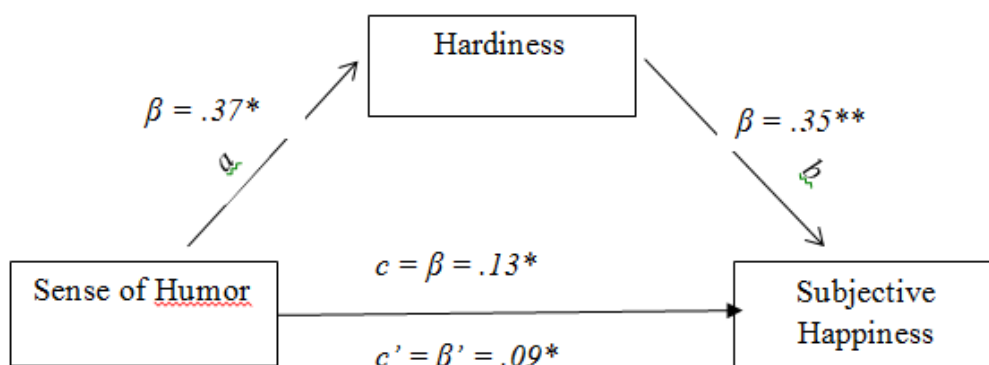 Hardiness
β = .37*
β = .35**
a
b
c = β = .13*
Sense of Humor
Subjective
Happiness
c’ = β’ = .09*